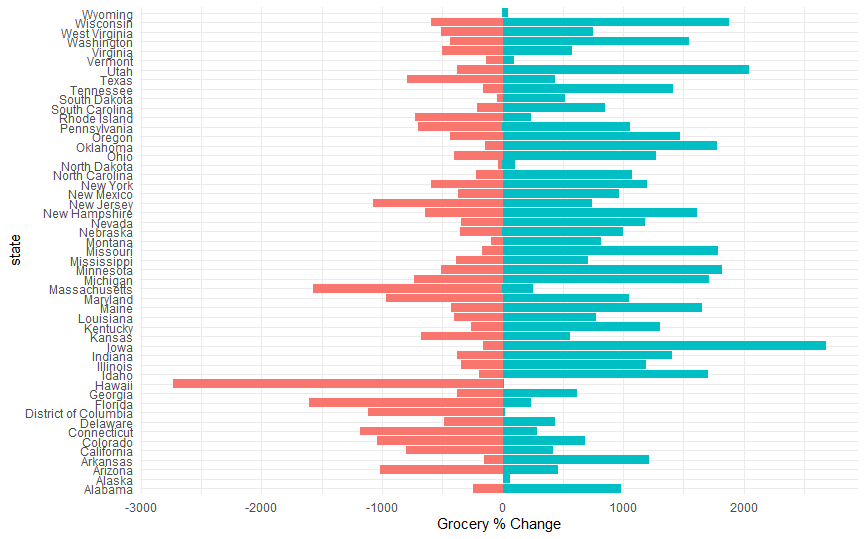 Wyoming
Wisconsin
West Virginia
Washington
Virginia
Vermont
Utah
Texas
Tennessee
South Dakota
South Carolina
Rhode Island
Pennsylvania
Oregon
Oklahoma
Ohio
North Dakota
North Carolina
New York
New Mexico
New Jersey
New Hampshire
Nevada
Nebraska
Montana
Missouri
Mississippi
Minnesota
Michigan
Massachusetts
Maryland
Maine
Louisiana
Kentucky
Kansas
Iowa
Indiana
Illinois
Idaho
Hawaii
Georgia
Florida
District of Columbia
Delaware
Connecticut
Colorado
California
Arkansas
Arizona
Alaska
Alabama
state
-3000 -2000 -1000 0 1000 2000
Grocery % Change